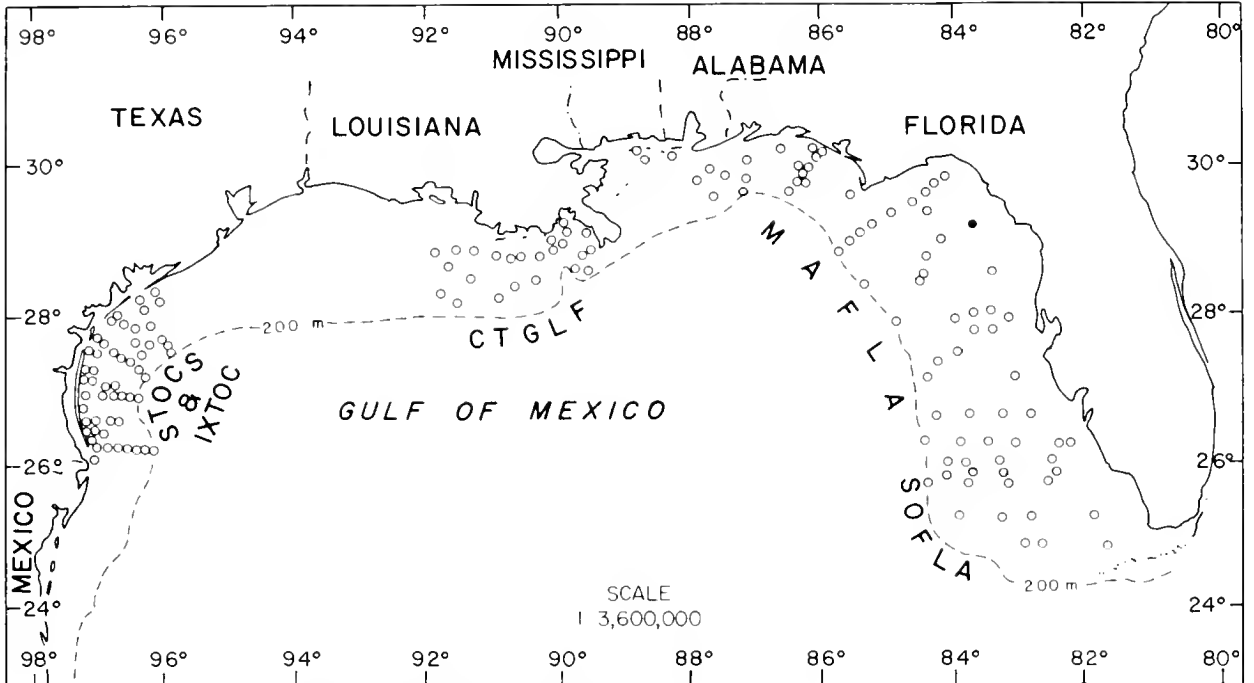 98° 96° 94° 92° 90° 88° 86° 84° 82° 80°
MISSISSIPPI ALABAMA
TEXAS LOUISIANA FLORIDA
30° 30°
MAFLA
28° 200 m 28°
CTGLF
STOCS
&
IXTOC
GULF OF MEXICO
26° 26°
MEXICO
SOFLA
200 m
24° 24°
SCALE
1 3,600,000
98° 96° 94° 92° 90° 88° 86° 84° 82° 80°